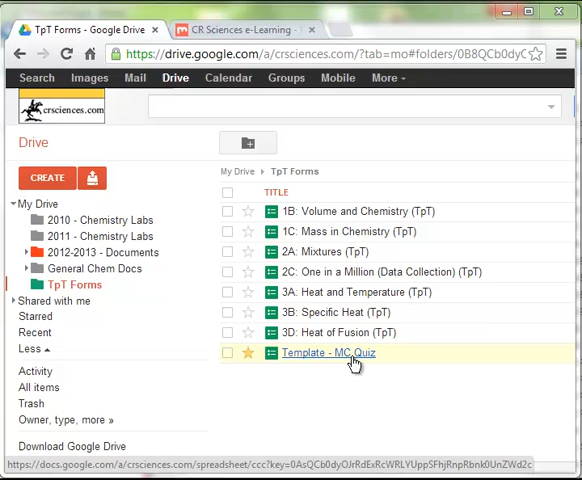 TpT Forms - Google Drive
CR Sciences e-Learning -
https://drive.google.com/a/crsciences.com/?tab=mo#folders/0B8QCb0dyC
Search Images Mail Drive Calendar Groups Mobile More
crsciences.com
Drive
CREATE
My Drive > TpT Forms
TITLE
My Drive
2010 - Chemistry Labs
2011 - Chemistry Labs
2012-2013 - Documents
General Chem Docs
TpT Forms
Shared with me
Starred
Recent
Less
Activity
All items
Trash
Owner, type, more »
Download Google Drive
1B: Volume and Chemistry (TpT)
1C: Mass in Chemistry (TpT)
2A: Mixtures (TpT)
2C: One in a Million (Data Collection) (TpT)
3A: Heat and Temperature (TpT)
3B: Specific Heat (TpT)
3D: Heat of Fusion (TpT)
Template - MC Quiz
https://docs.google.com/a/crsciences.com/spreadsheet/ccc?key=0AsQCb0dyOJrRdExRcWRLYUppSFhjRnpRbnk0UnZWd2c